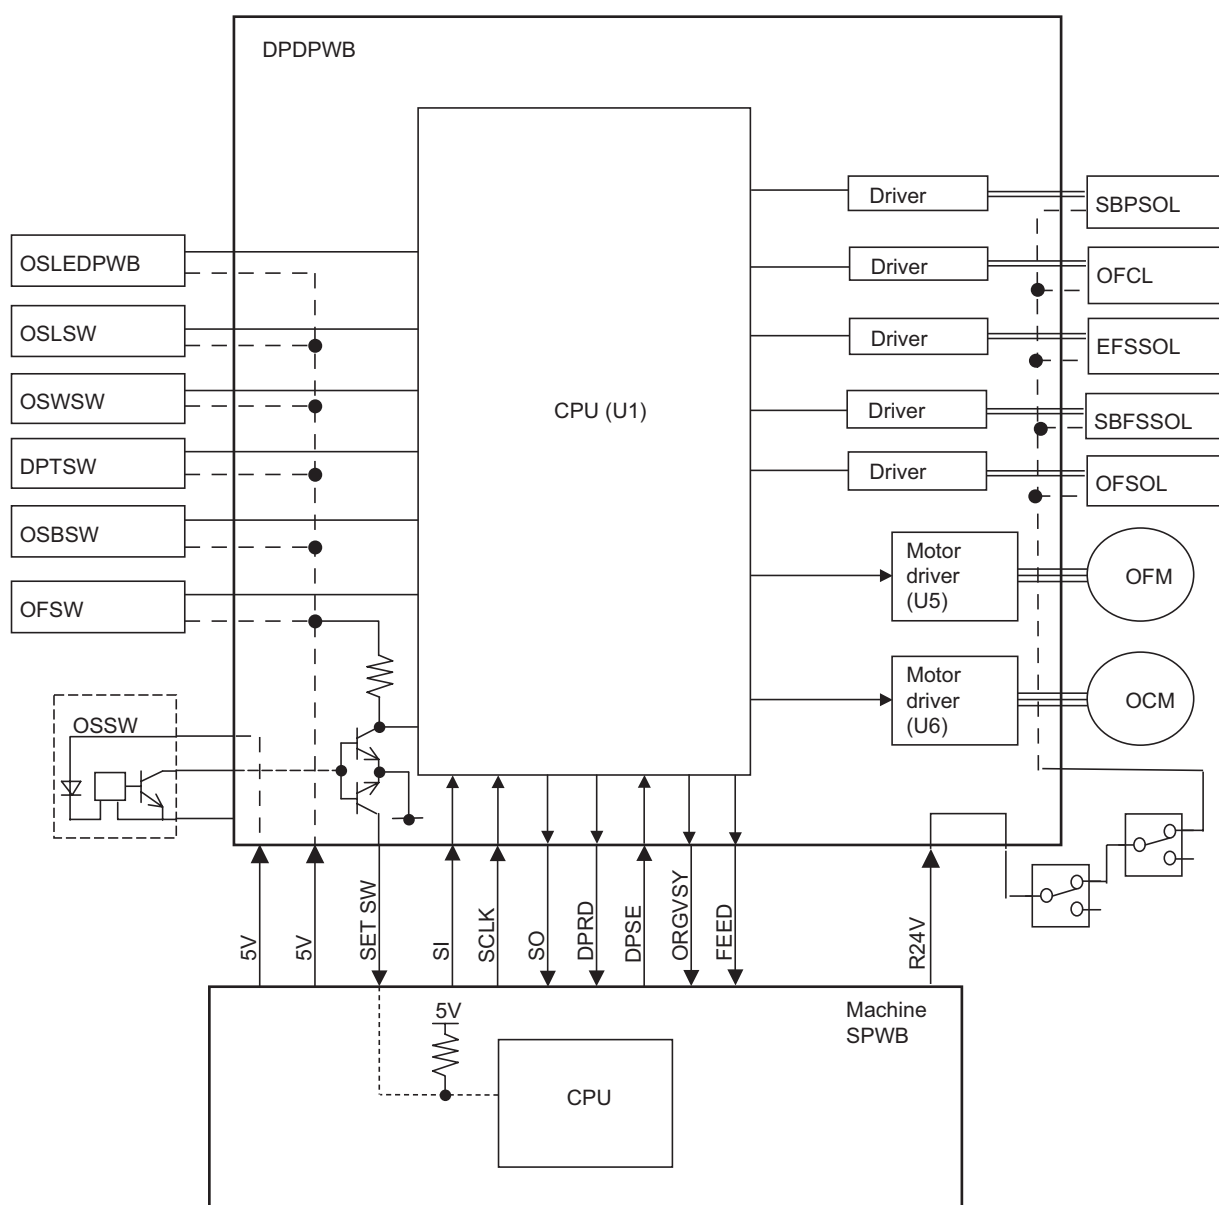 DPDPWB
OSLEDPWB
OSLSW
OSWSW
DPTSW
OSBSW
OFSW
OSSW
CPU (U1)
Driver
SBPSOL
Driver
OFCL
Driver
EFSSOL
Driver
SBFSSOL
Driver
OFSOL
Motor
driver
(U5)
OFM
Motor
driver
(U6)
OCM
5V
5V
SET SW
SI
SCLK
SO
DPRD
DPSE
ORGVSY
FEED
R24V
Machine
SPWB
5V
CPU